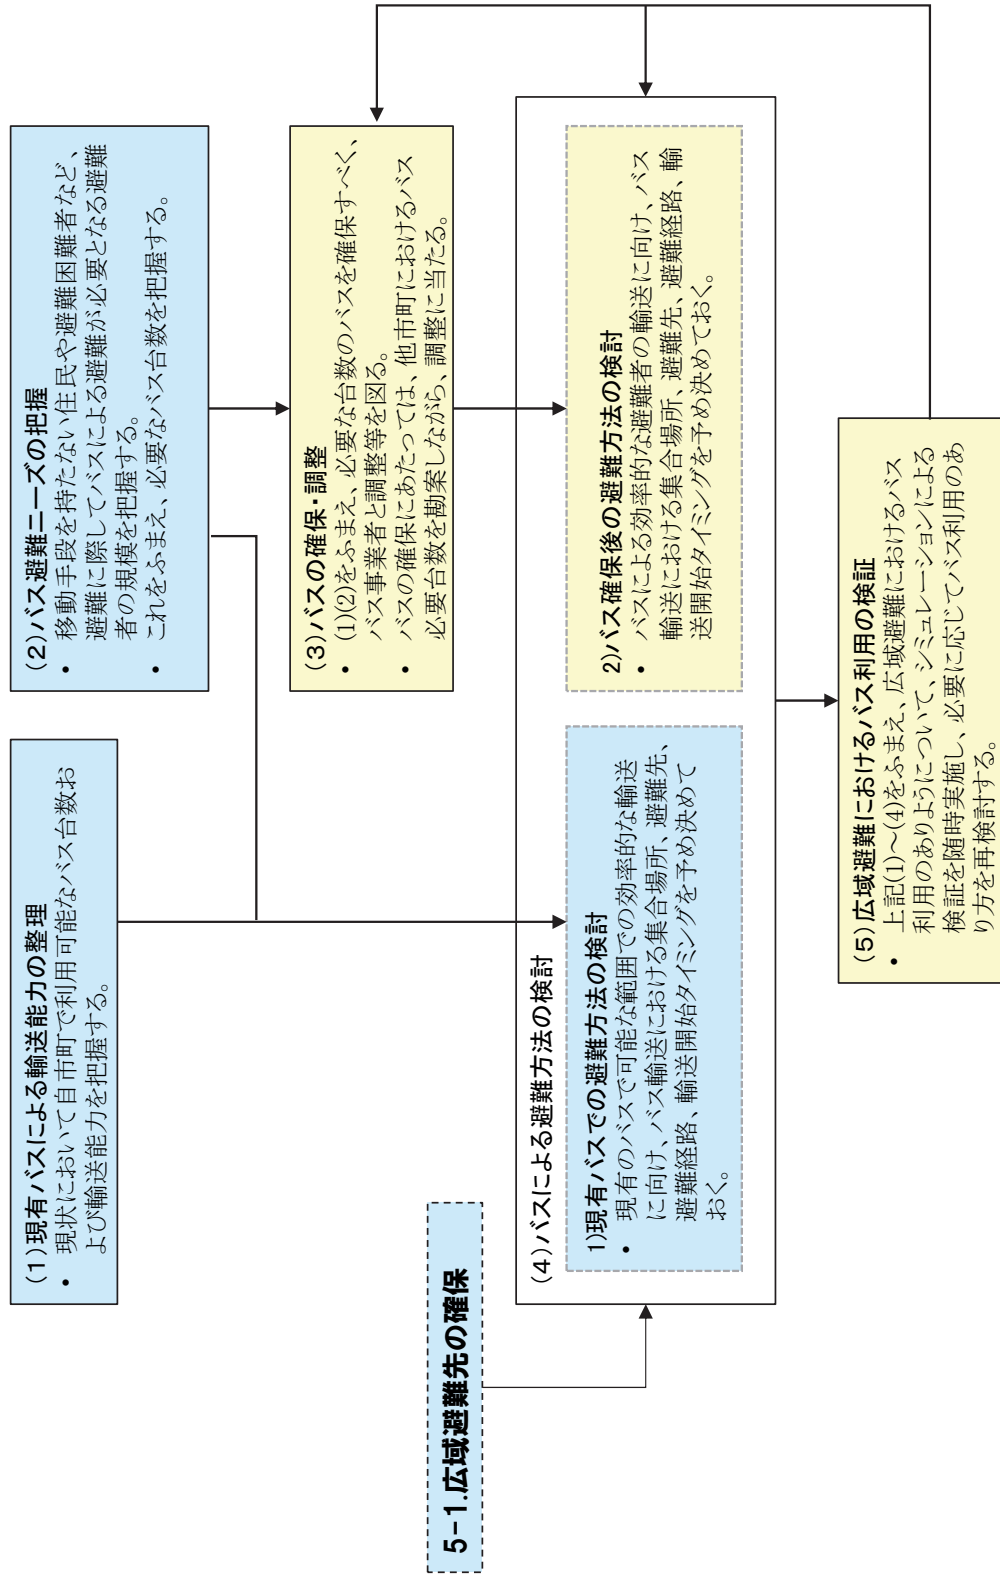 (1)現有バスによる輸送能力の整理
• 現状において自市町で利用可能なバス台数お
よび輸送能力を把握する。
(2)バス避難ニーズの把握
• 移動手段を持たない住民や避難困難者など、
避難に際してバスによる避難が必要となる避難
者の規模を把握する。
• これをふまえ、必要なバス台数を把握する。
(3)バスの確保・調整
• (1)(2)をふまえ、必要な台数のバスを確保すべく、
バス事業者と調整等を図る。
• バスの確保にあたっては、他市町におけるバス
必要台数を勘案しながら、調整に当たる。
5-1.広域避難先の確保
(4)バスによる避難方法の検討
1)現有バスでの避難方法の検討
• 現有のバスで可能な範囲での効率的な輸送
に向け、バス輸送における集合場所、避難先、
避難経路、輸送開始タイミングを予め決めて
おく。
2)バス確保後の避難方法の検討
• バスによる効率的な避難者の輸送に向け、バス
輸送における集合場所、避難先、避難経路、輸
送開始タイミングを予め決めておく。
(5)広域避難におけるバス利用の検証
• 上記(1)～(4)をふまえ、広域避難におけるバス
利用のありようについて、シミュレーションによる
検証を随時実施し、必要に応じてバス利用のあ
り方を再検討する。